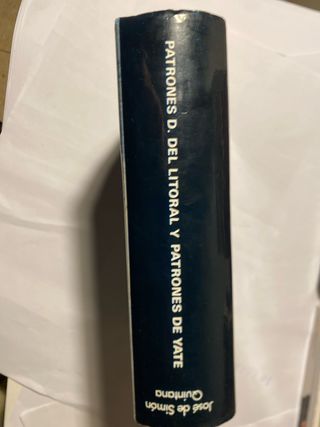 PATRONES D. DEL LITORAL Y PATRONES DE YATE
José de Simón
Quintana